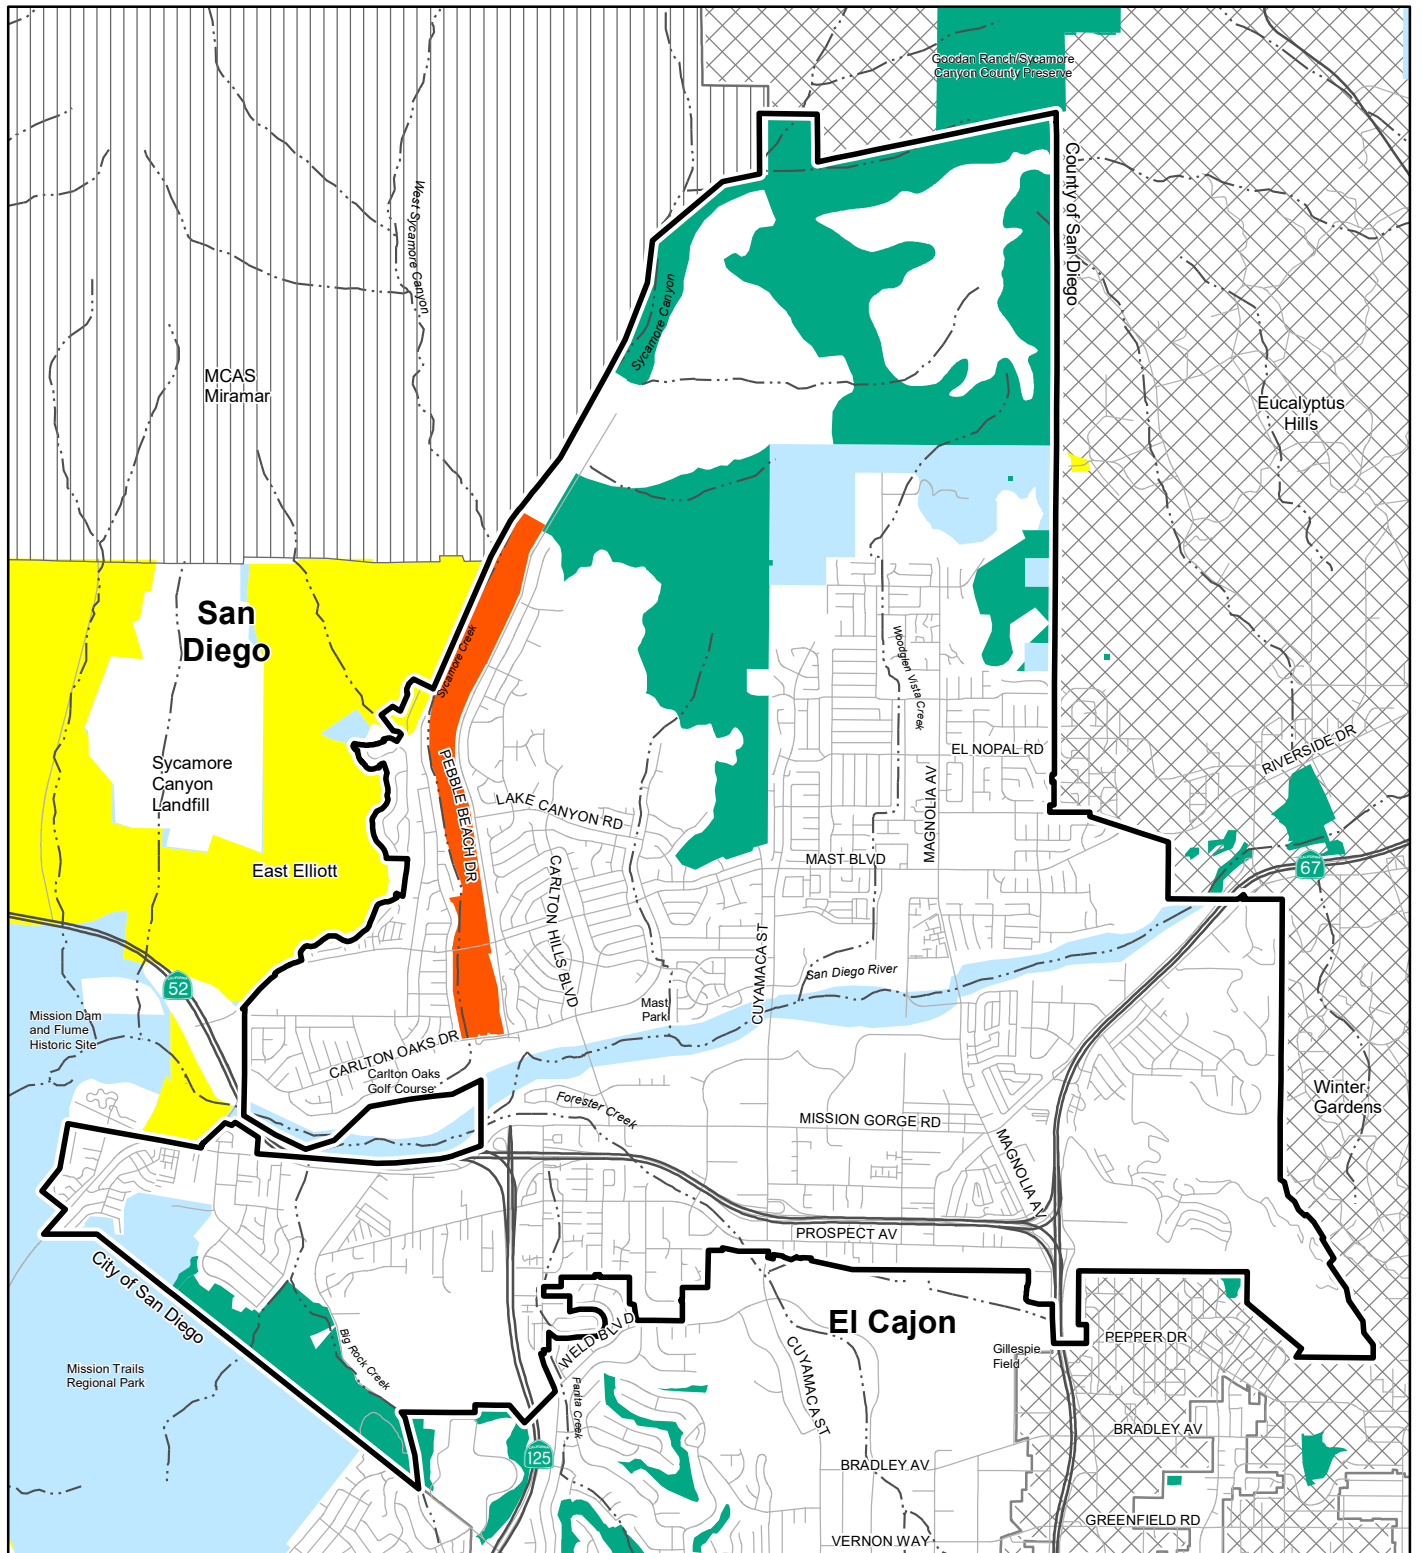 Goodan Ranch/Sycamore
Canyon County Preserve
County of San Diego
West Sycamore Canyon
Sycamore Canyon
MCAS
Miramar
Eucalyptus
Hills
San
Diego
Sycamore Creek
Woodglen Vista Creek
EL NOPAL RD
RIVERSIDE DR
Sycamore
Canyon
Landfill
PEBBLE BEACH DR
LAKE CANYON RD
MAGNOLIA AV
MAST BLVD
CALIFORNIA
67
East Elliott
CARLTON HILLS BLVD
CUYAMACA ST
San Diego River
CALIFORNIA
52
Mast
Park
Mission Dam
and Flume
Historic Site
CARLTON OAKS DR
Carlton Oaks
Golf Course
Forester Creek
Winter
Gardens
MISSION GORGE RD
MAGNOLIA AV
PROSPECT AV
City of San Diego
El Cajon
WELD BLVD
CUYAMACA ST
PEPPER DR
Gillespie
Field
Big Rock Creek
Mission Trails
Regional Park
Fanita Creek
BRADLEY AV
CALIFORNIA
125
BRADLEY AV
GREENFIELD RD
VERNON WAY